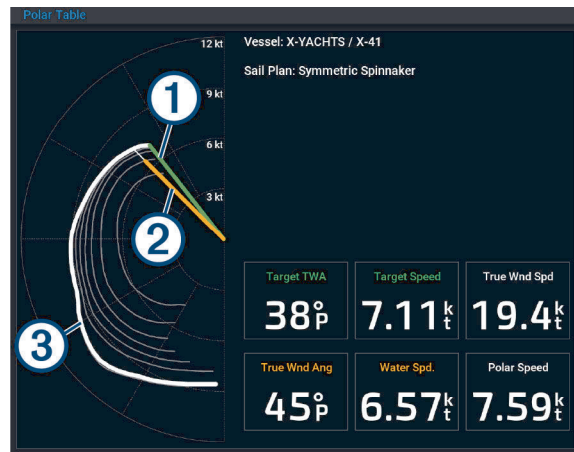 Polar Table
Vessel: X-YACHTS / X-41
Sail Plan: Symmetric Spinnaker
12 kt
9 kt
6 kt
3 kt
1
2
3
Target TWA
38°P
Target Speed
7.11kt
True Wnd Spd
19.4kt
True Wnd Ang
45°P
Water Spd.
6.57kt
Polar Speed
7.59kt